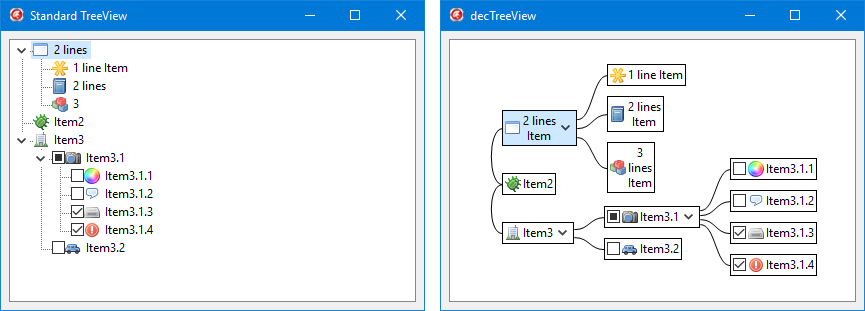 Standard TreeView
2 lines
1 line Item
2 lines
3
Item2
Item3
Item3.1
Item3.1.1
Item3.1.2
Item3.1.3
Item3.1.4
Item3.2
decTreeView
1 line Item
2 lines
Item
2 lines
Item
3
lines
Item
Item2
Item3
Item3.1
Item3.2
Item3.1.1
Item3.1.2
Item3.1.3
Item3.1.4